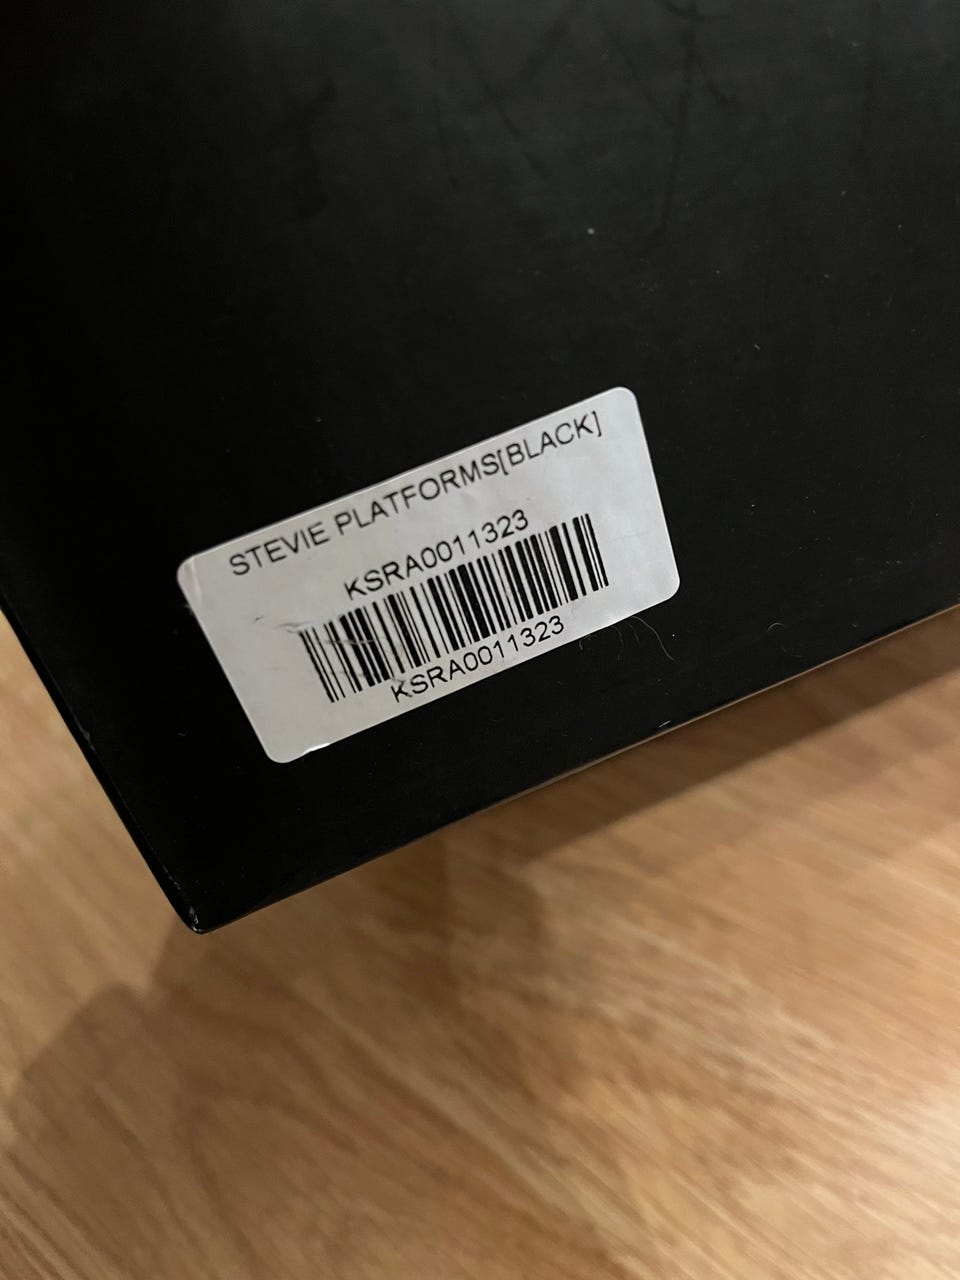 STEVIE PLATFORMS[BLACK]
KSRA0011323
KSRA0011323